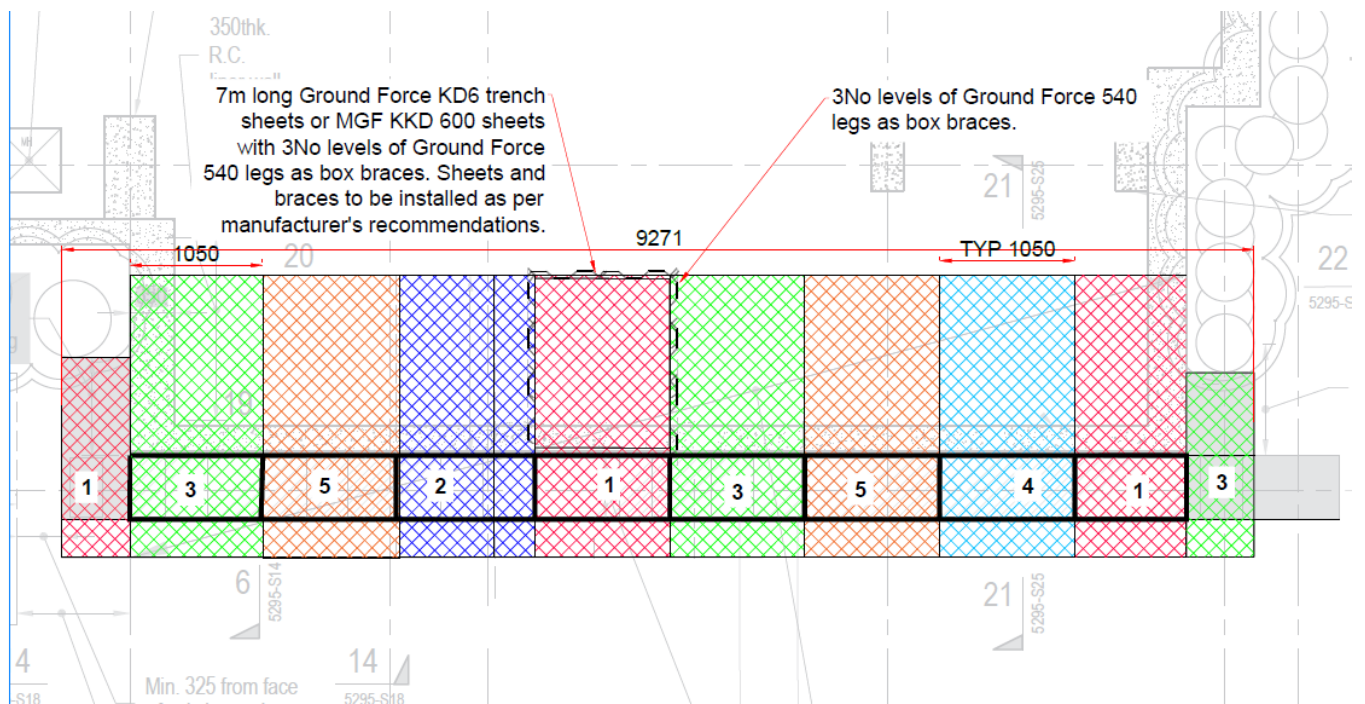 350thk.
R.C.
7m long Ground Force KD6 trench
sheets or MGF KKD 600 sheets
with 3No levels of Ground Force
540 legs as box braces. Sheets and
braces to be installed as per
manufacturer's recommendations.
3No levels of Ground Force 540
legs as box braces.
MH
21
5295-S25
9271
1050
20
TYP 1050
22
5295-S
19
1
3
5
2
1
3
5
4
1
3
6
5295-S14
21
5295-S25
4
-S18
14
5295-S18
Min. 325 from face